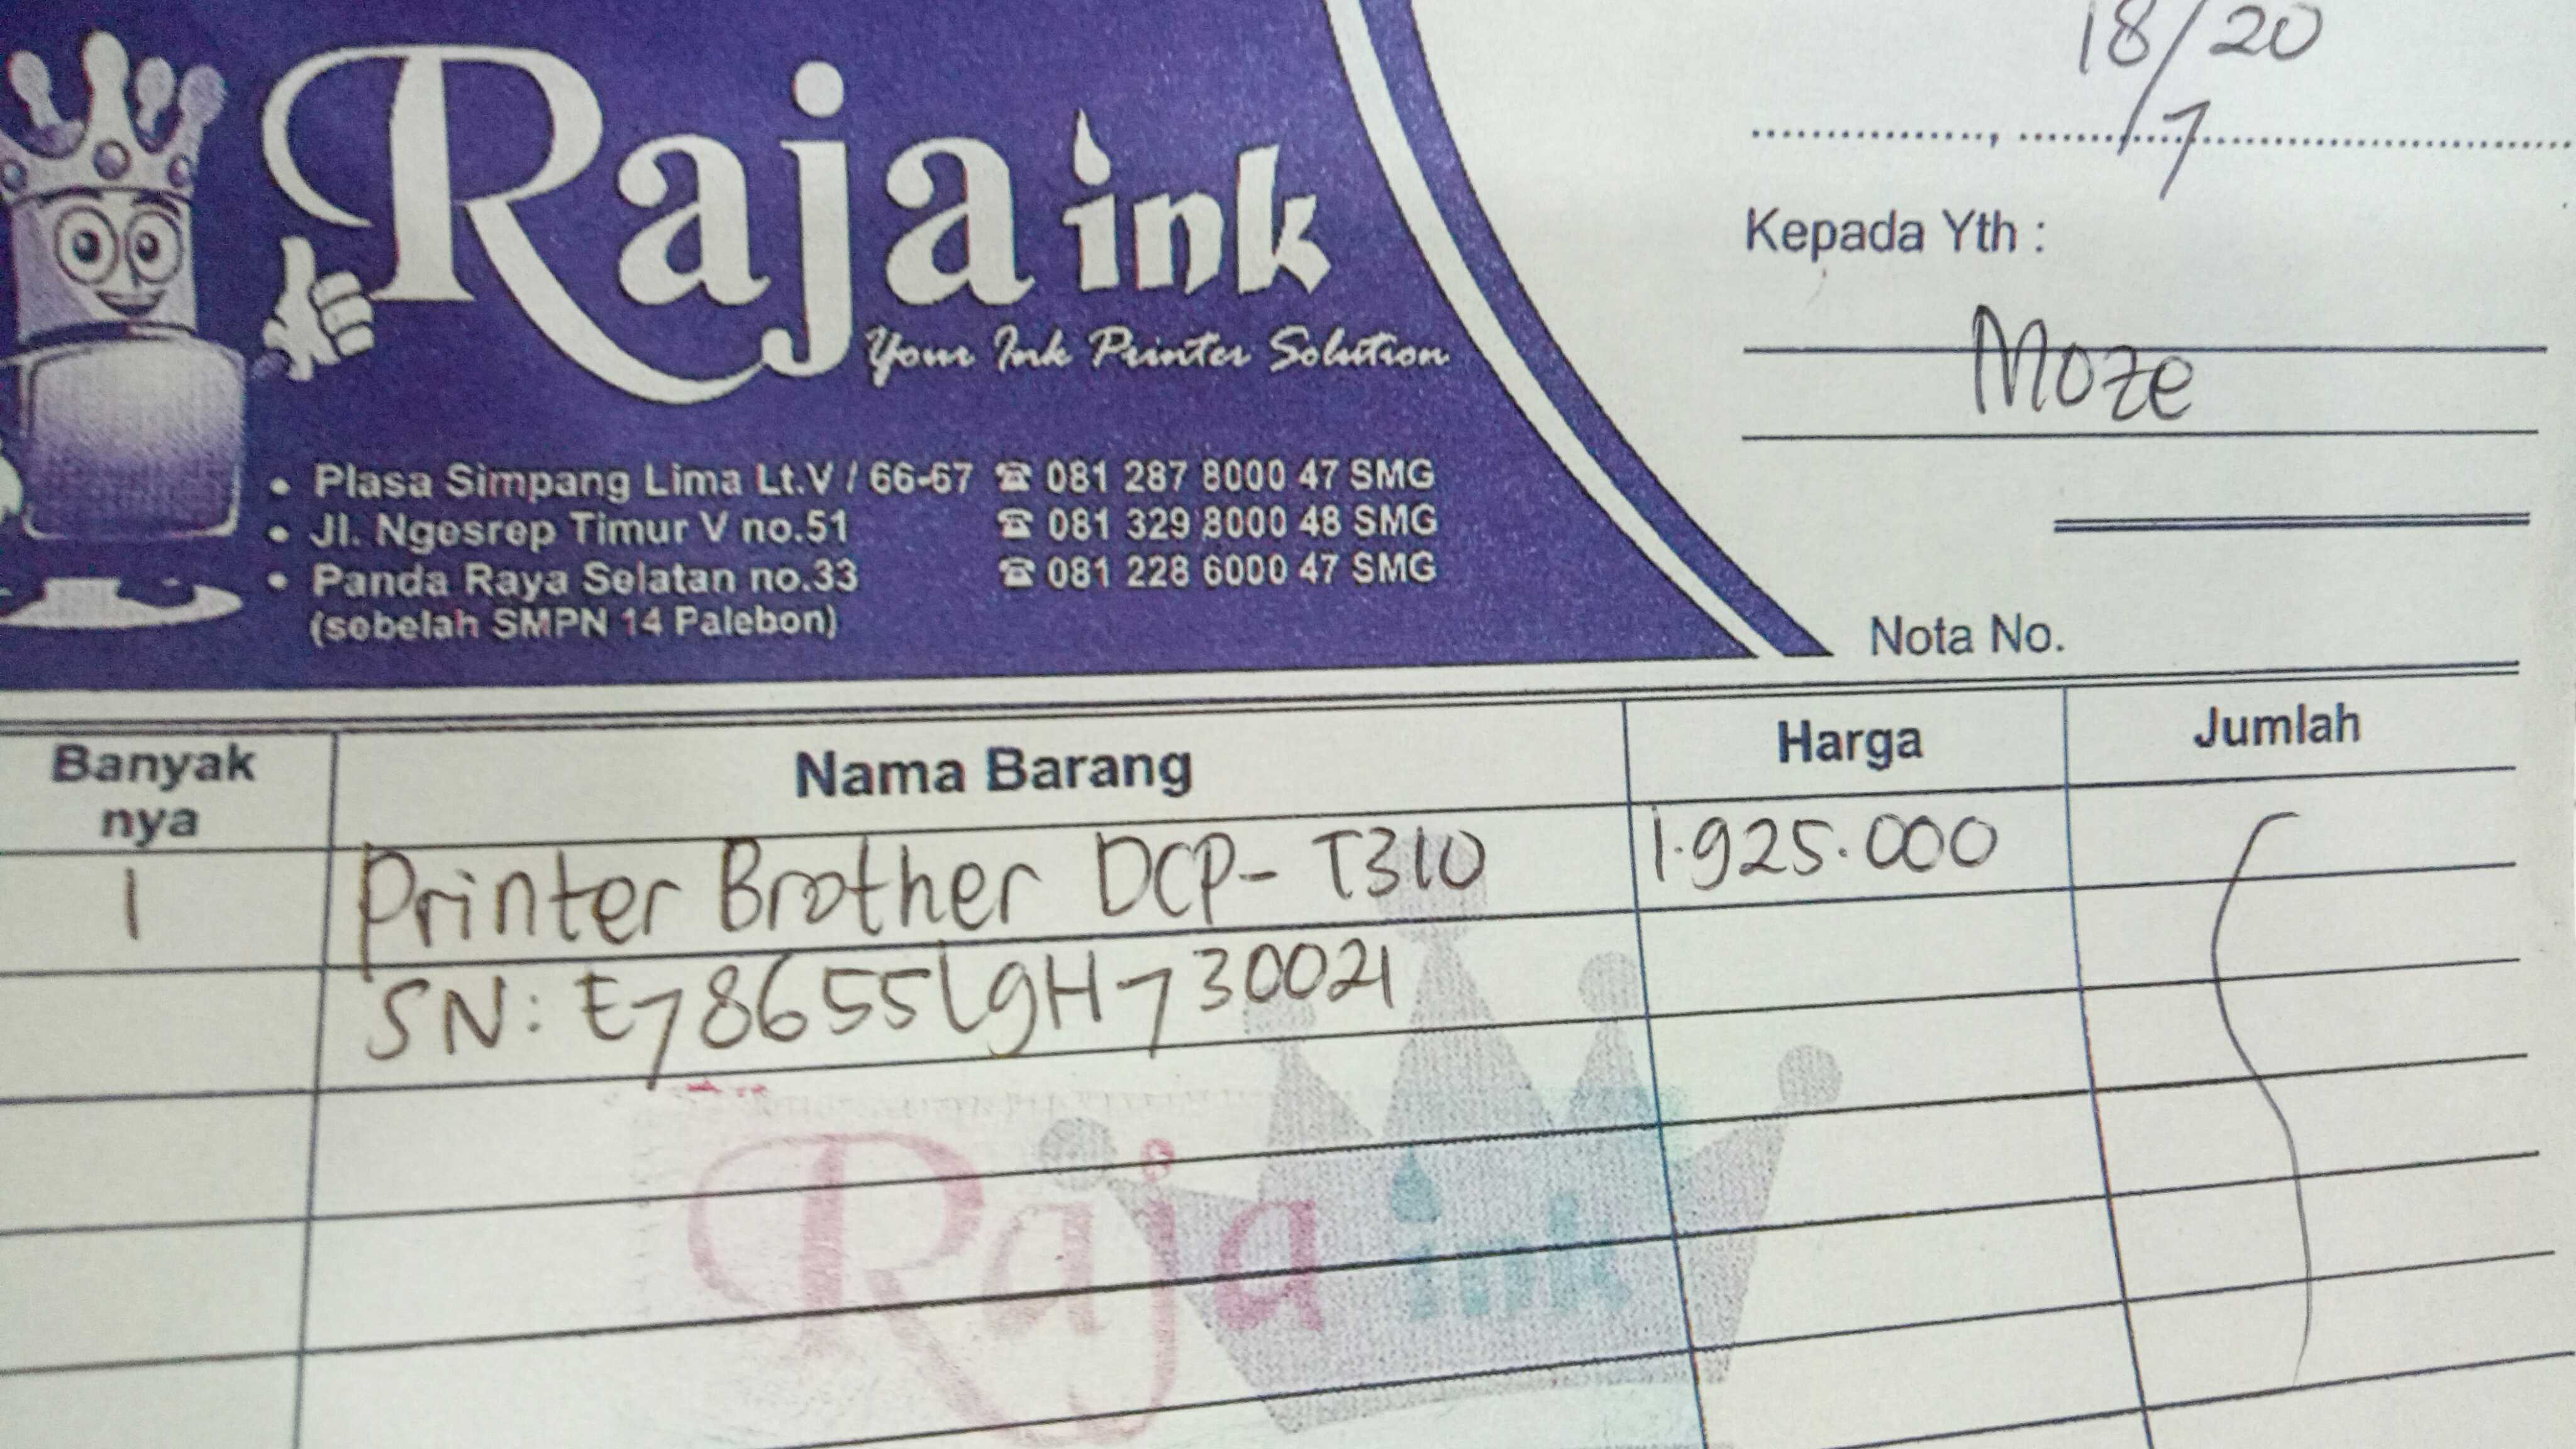 Raja ink
Your Ink Printer Solution
• Plasa Simpang Lima Lt.V / 66-67 ☎ 081 287 8000 47 SMG
• Jl. Ngesrep Timur V no.51 ☎ 081 329 8000 48 SMG
• Panda Raya Selatan no.33 ☎ 081 228 6000 47 SMG
(sebelah SMPN 14 Palebon)
18/7 20
Kepada Yth :
Moze
Nota No.
Banyak nya Nama Barang Harga Jumlah
1 Printer Brother DCP- T310 1.925.000
SN: E78655L9H730021
Raja ink